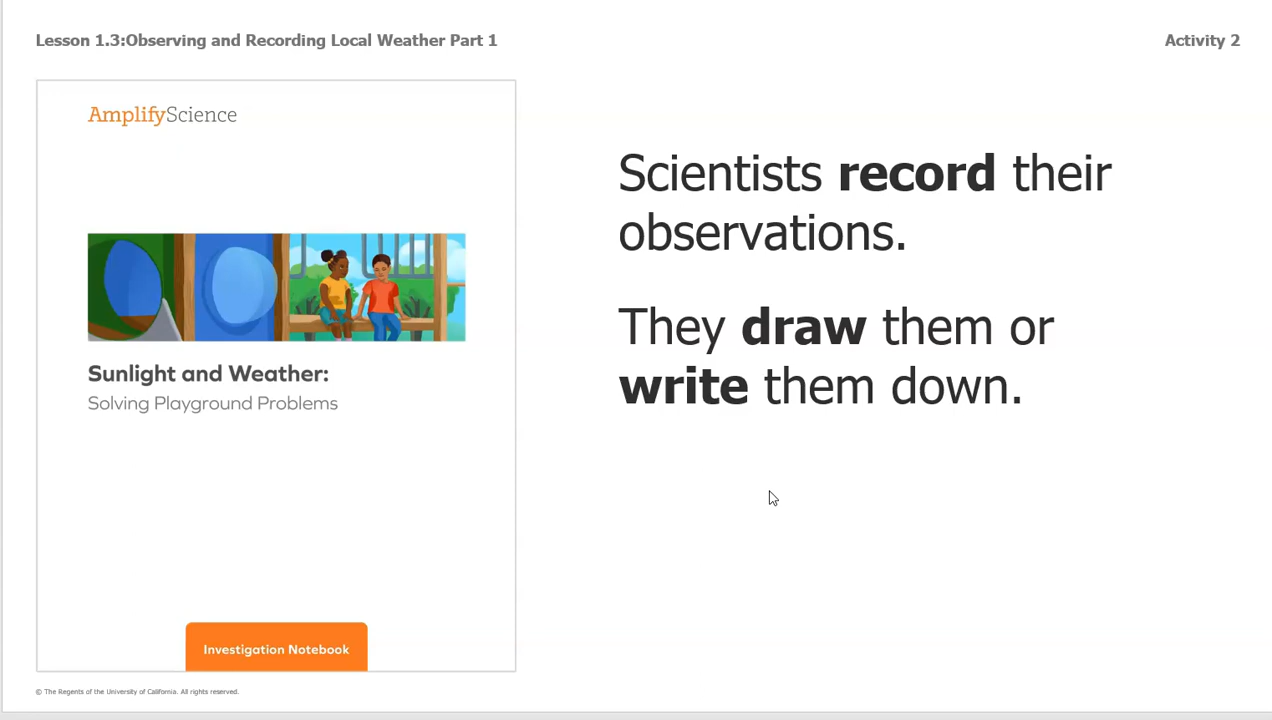 Lesson 1.3:Observing and Recording Local Weather Part 1
Activity 2
AmplifyScience
Sunlight and Weather:
Solving Playground Problems
Investigation Notebook
Scientists record their
observations.
They draw them or
write them down.
© The Regents of the University of California. All rights reserved.